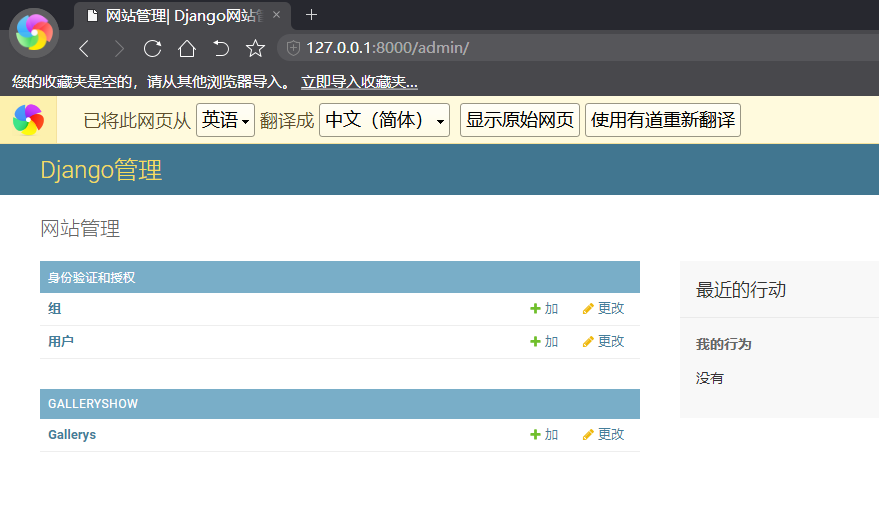 网站管理| Django网站管
127.0.0.1:8000/admin/
您的收藏夹是空的，请从其他浏览器导入。 立即导入收藏夹...
已将此网页从 英语 翻译成 中文（简体） 显示原始网页 使用有道重新翻译
Django管理
网站管理
身份验证和授权
组 加 更改
用户 加 更改
GALLERYSHOW
Gallerys 加 更改
最近的行动
我的行为
没有